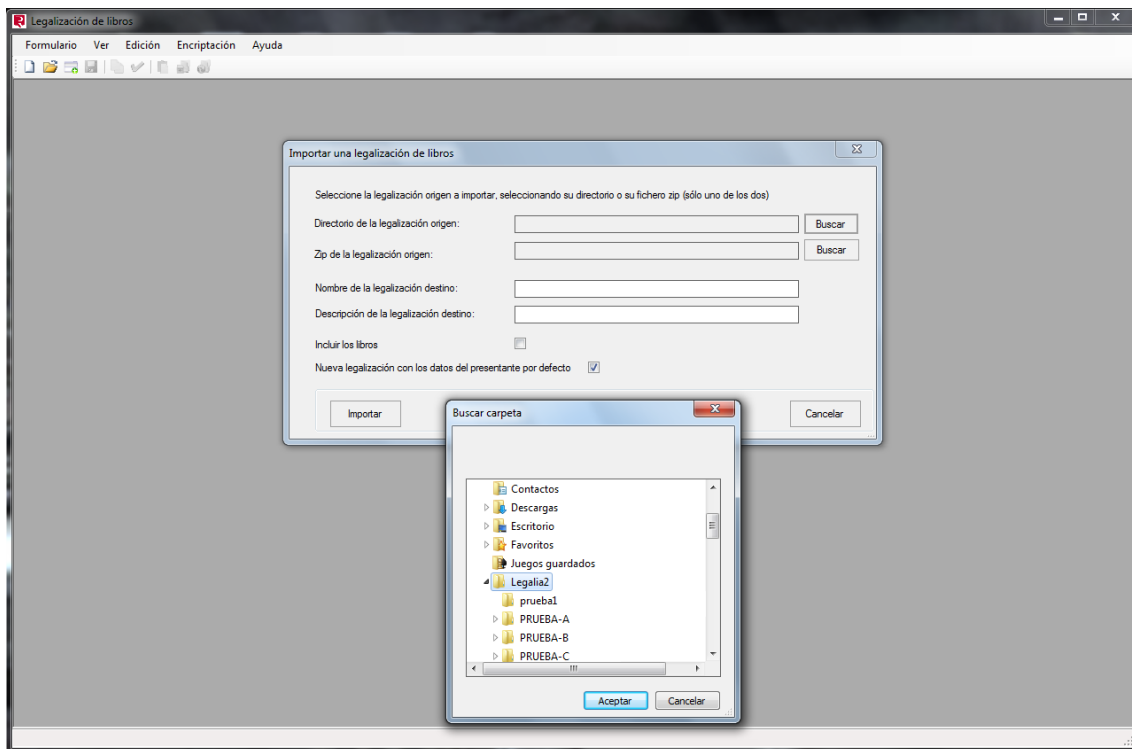 Legalización de libros
Formulario Ver Edición Encriptación Ayuda
Importar una legalización de libros
Seleccione la legalización origen a importar, seleccionando su directorio o su fichero zip (sólo uno de los dos)
Directorio de la legalización origen: Buscar
Zip de la legalización origen: Buscar
Nombre de la legalización destino:
Descripción de la legalización destino:
Incluir los libros
Nueva legalización con los datos del presentante por defecto
Importar Cancelar
Buscar carpeta
Contactos
Descargas
Escritorio
Favoritos
Juegos guardados
Legalia2
prueba1
PRUEBA-A
PRUEBA-B
PRUEBA-C
Aceptar Cancelar